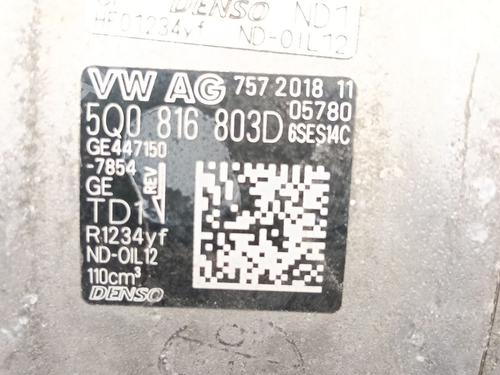 DENSO ND1
HFO1234yf ND-OIL12
VW AG 757 2018 11
05780
5Q0 816 803D 6SES14C
GE447150
-7854
GE
REV
TD1
R1234yf
ND-OIL12
110cm³
DENSO